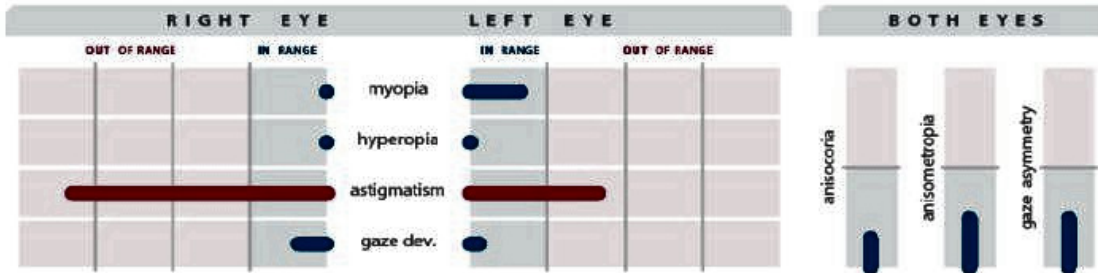 RIGHT EYE LEFT EYE BOTH EYES
OUT OF RANGE IN RANGE IN RANGE OUT OF RANGE
myopia
hyperopia
astigmatism
gaze dev.
anisocoria
anisometropia
gaze asymmetry